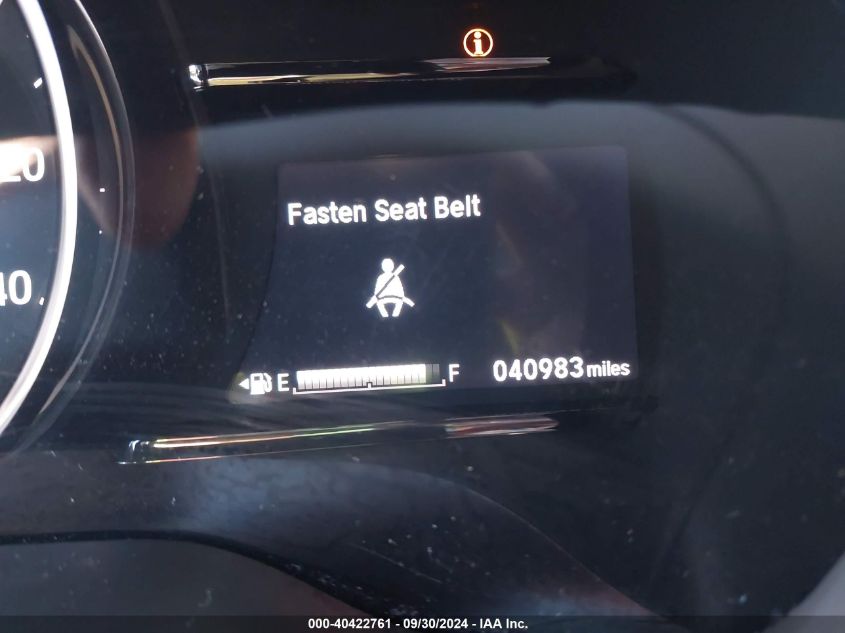 i
20
Fasten Seat Belt
40
E F 040983 miles
000-40422761 - 09/30/2024 - IAA Inc.